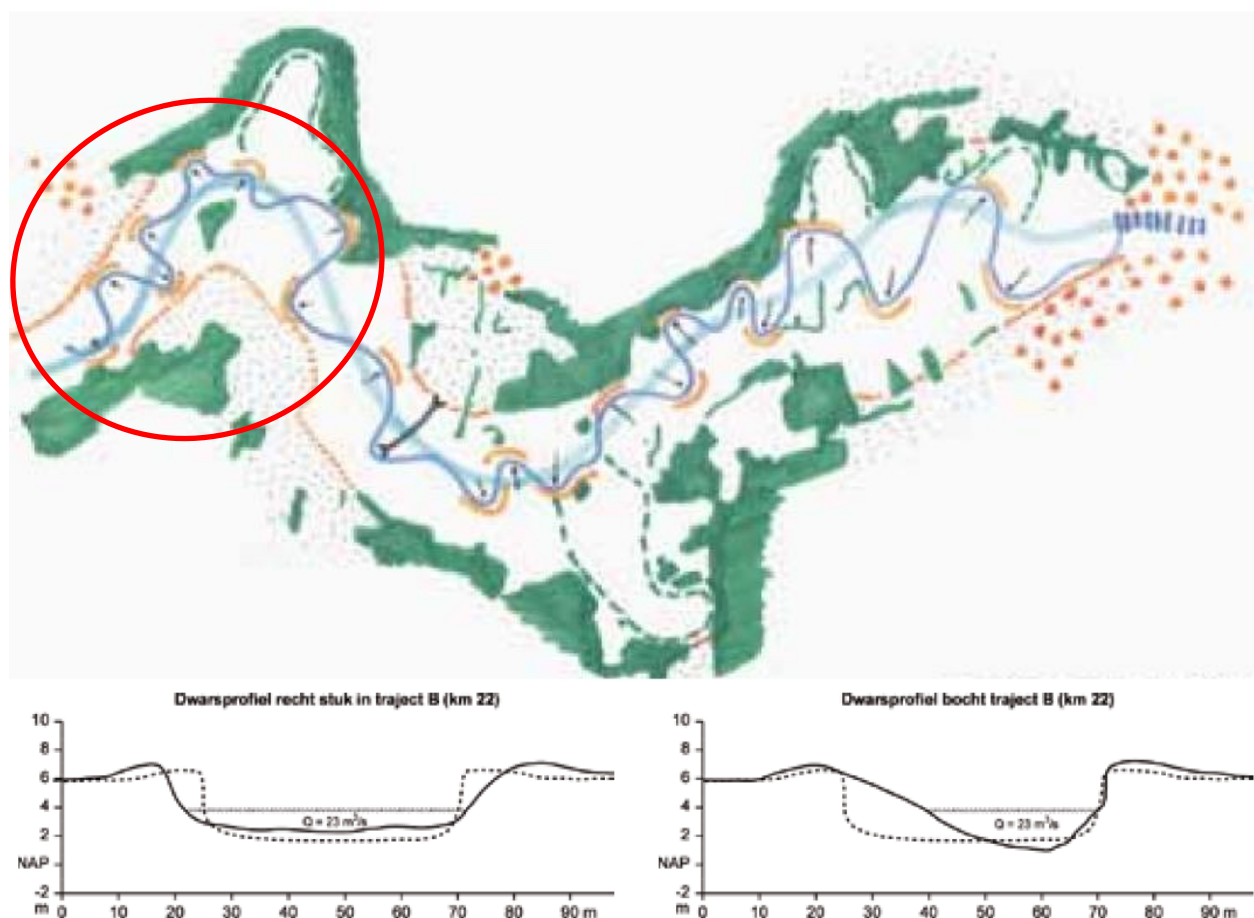 Dwarsprofiel recht stuk in traject B (km 22)
10
8
6
4
2
NAP
-2
m
0 10 20 30 40 50 60 70 80 90 m
Q = 23 m³/s
Dwarsprofiel bocht traject B (km 22)
10
8
6
4
2
NAP
-2
m
0 10 20 30 40 50 60 70 80 90 m
Q = 23 m³/s